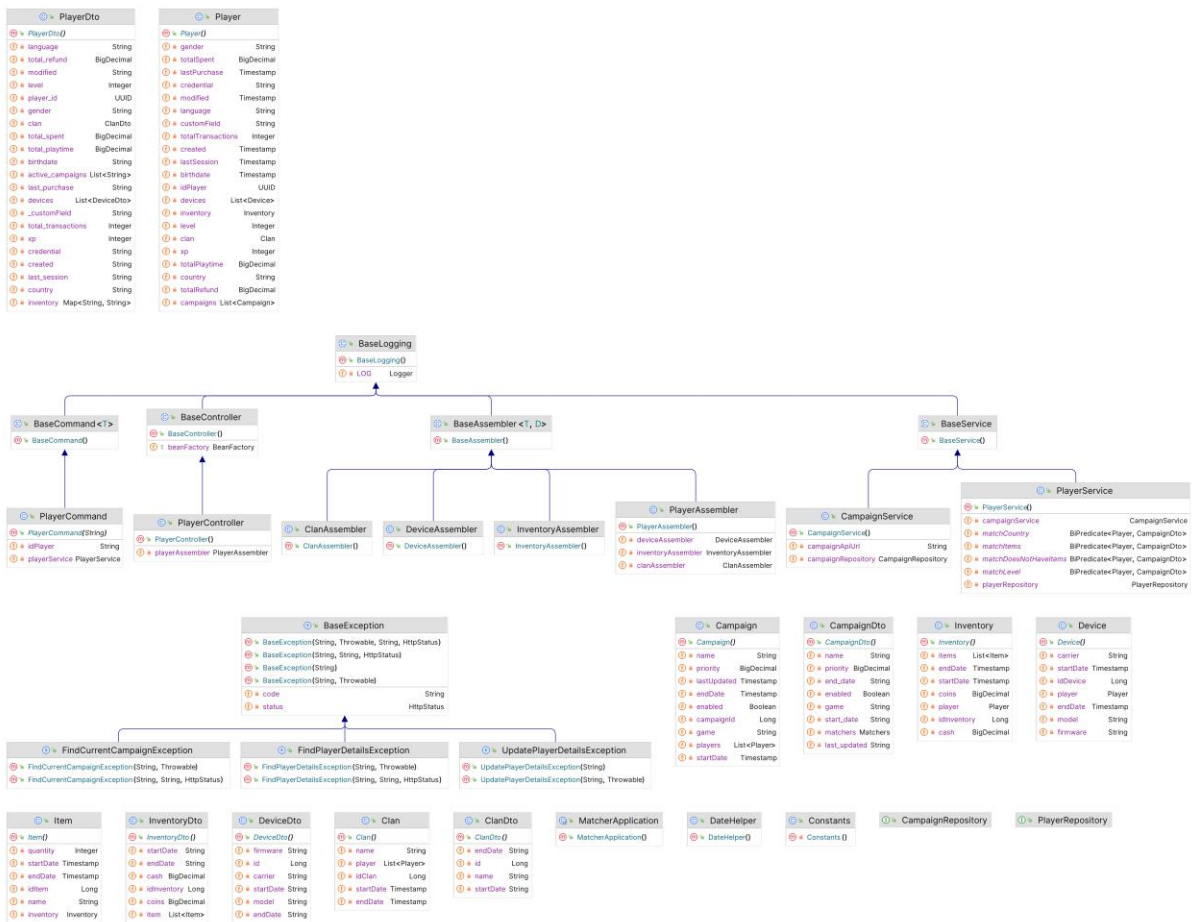 PlayerDto
PlayerDto()
language String
total_refund BigDecimal
modified String
level Integer
player_id UUID
gender String
clan ClanDto
total_spent BigDecimal
total_playtime BigDecimal
birthdate String
active_campaigns List<String>
last_purchase String
devices List<DeviceDto>
_customField String
total_transactions Integer
xp Integer
credential String
created String
last_session String
country String
inventory Map<String, String>
Player
Player()
gender String
totalSpent BigDecimal
lastPurchase Timestamp
credential String
modified Timestamp
language String
customField String
totalTransactions Integer
created Timestamp
lastSession Timestamp
birthdate Timestamp
idPlayer UUID
devices List<Device>
inventory Inventory
level Integer
clan Clan
xp Integer
totalPlaytime BigDecimal
country String
totalRefund BigDecimal
campaigns List<Campaign>
BaseLogging
BaseLogging()
LOG Logger
BaseCommand<T>
BaseCommand()
BaseController
BaseController()
beanFactory BeanFactory
BaseAssembler <T, D>
BaseAssembler()
BaseService
BaseService()
PlayerCommand
PlayerCommand(String)
idPlayer String
playerService PlayerService
PlayerController
PlayerController()
playerAssembler PlayerAssembler
ClanAssembler
ClanAssembler()
DeviceAssembler
DeviceAssembler()
InventoryAssembler
InventoryAssembler()
PlayerAssembler
PlayerAssembler()
deviceAssembler DeviceAssembler
inventoryAssembler InventoryAssembler
clanAssembler ClanAssembler
CampaignService
CampaignService()
campaignApiUrl String
campaignRepository CampaignRepository
PlayerService
PlayerService()
campaignService CampaignService
matchCountry BiPredicate<Player, CampaignDto>
matchItems BiPredicate<Player, CampaignDto>
matchDoesNotHaveItems BiPredicate<Player, CampaignDto>
matchLevel BiPredicate<Player, CampaignDto>
playerRepository PlayerRepository
BaseException
BaseException(String, Throwable, String, HttpStatus)
BaseException(String, String, HttpStatus)
BaseException(String)
BaseException(String, Throwable)
code String
status HttpStatus
FindCurrentCampaignException
FindCurrentCampaignException(String, Throwable)
FindCurrentCampaignException(String, String, HttpStatus)
FindPlayerDetailsException
FindPlayerDetailsException(String, Throwable)
FindPlayerDetailsException(String, String, HttpStatus)
UpdatePlayerDetailsException
UpdatePlayerDetailsException(String)
UpdatePlayerDetailsException(String, Throwable)
Campaign
Campaign()
name String
priority BigDecimal
lastUpdated Timestamp
endDate Timestamp
enabled Boolean
campaignId Long
game String
players List<Player>
startDate Timestamp
CampaignDto
CampaignDto()
name String
priority BigDecimal
end_date String
enabled Boolean
game String
start_date String
matchers Matchers
last_updated String
Inventory
Inventory()
items List<Item>
endDate Timestamp
startDate Timestamp
coins BigDecimal
player Player
idInventory Long
cash BigDecimal
Device
Device()
carrier String
startDate Timestamp
idDevice Long
player Player
endDate Timestamp
model String
firmware String
Item
Item()
quantity Integer
startDate Timestamp
endDate Timestamp
idItem Long
name String
inventory Inventory
InventoryDto
InventoryDto()
startDate String
endDate String
cash BigDecimal
idInventory Long
coins BigDecimal
item List<Item>
DeviceDto
DeviceDto()
firmware String
id Long
carrier String
startDate String
model String
endDate String
Clan
Clan()
name String
player List<Player>
idClan Long
startDate Timestamp
endDate Timestamp
ClanDto
ClanDto()
endDate String
id Long
name String
startDate String
MatcherApplication
MatcherApplication()
DateHelper
DateHelper()
Constants
Constants()
CampaignRepository
PlayerRepository